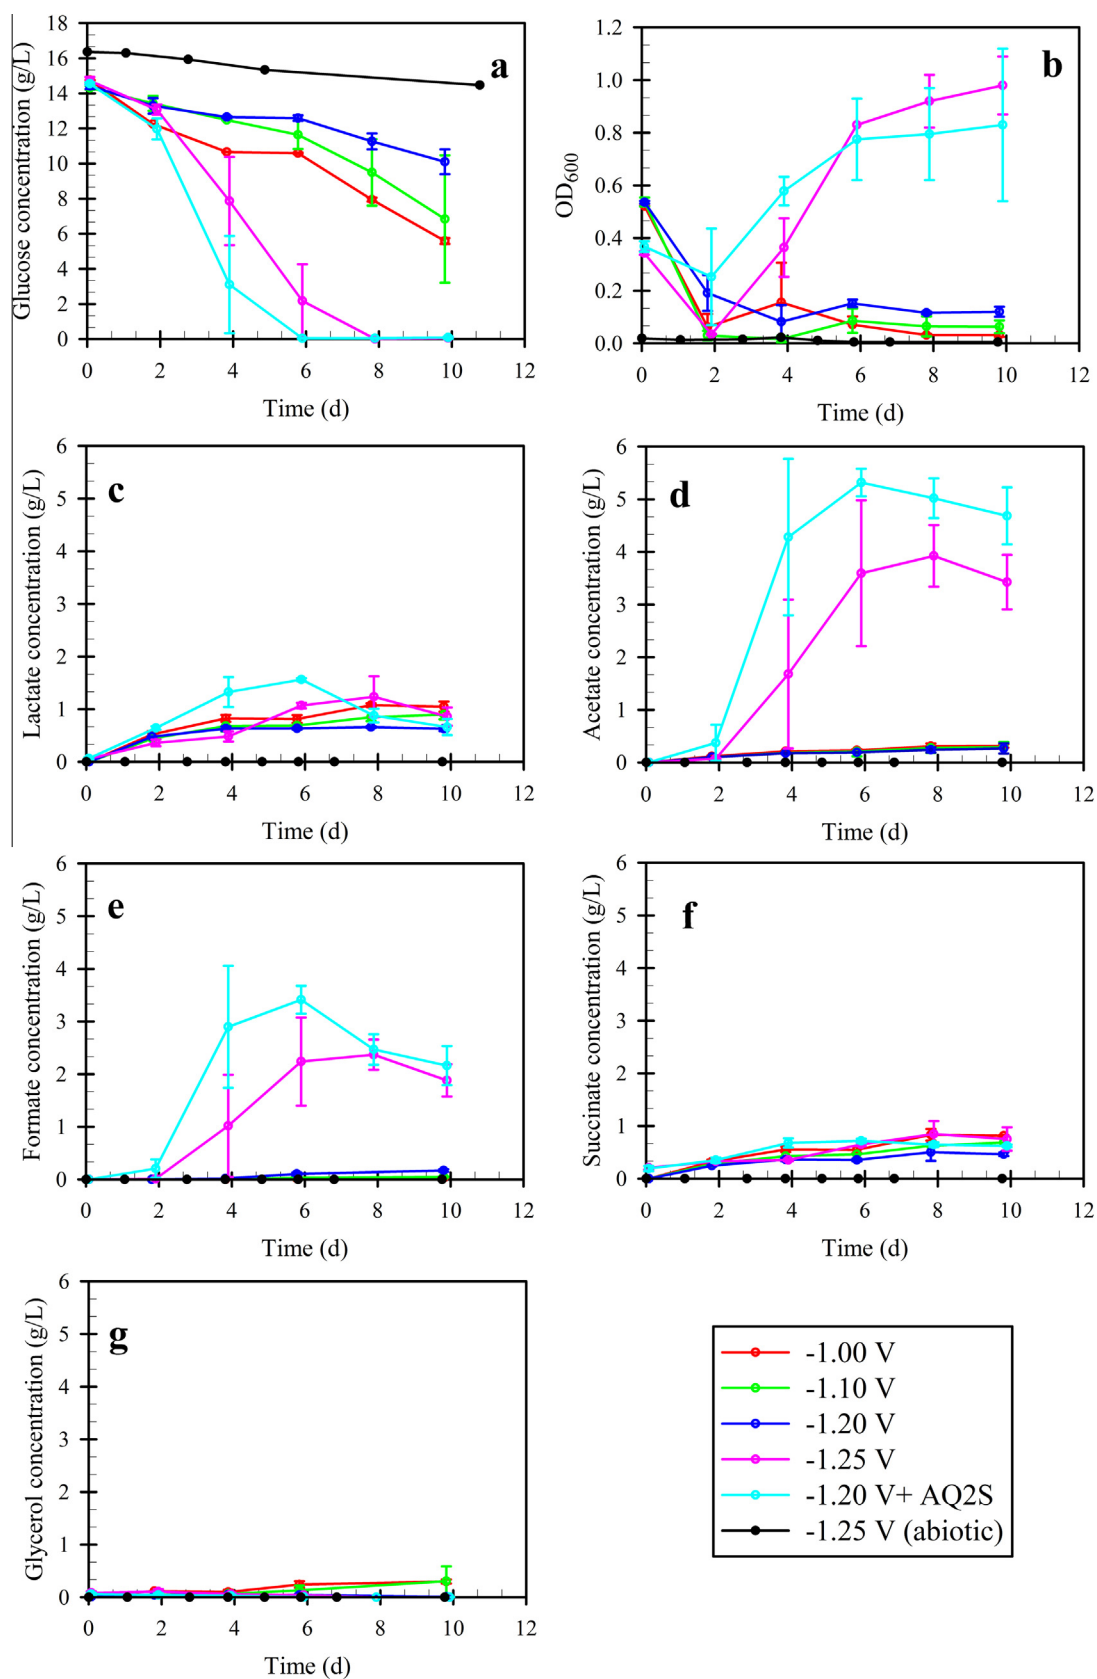 a
Glucose concentration (g/L)
18
16
14
12
10
8
6
4
2
0
0 2 4 6 8 10 12
Time (d)
b
OD600
1.2
1.0
0.8
0.6
0.4
0.2
0.0
0 2 4 6 8 10 12
Time (d)
c
Lactate concentration (g/L)
6
5
4
3
2
1
0
0 2 4 6 8 10 12
Time (d)
d
Acetate concentration (g/L)
6
5
4
3
2
1
0
0 2 4 6 8 10 12
Time (d)
e
Formate concentration (g/L)
6
5
4
3
2
1
0
0 2 4 6 8 10 12
Time (d)
f
Succinate concentration (g/L)
6
5
4
3
2
1
0
0 2 4 6 8 10 12
Time (d)
g
Glycerol concentration (g/L)
6
5
4
3
2
1
0
0 2 4 6 8 10 12
Time (d)
-1.00 V
-1.10 V
-1.20 V
-1.25 V
-1.20 V+ AQ2S
-1.25 V (abiotic)